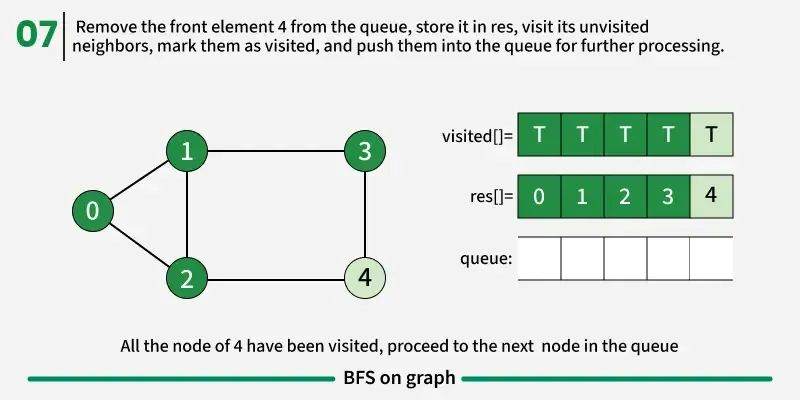 07
Remove the front element 4 from the queue, store it in res, visit its unvisited
neighbors, mark them as visited, and push them into the queue for further processing.
1
3
0
2
4
visited[]= T T T T T
res[]= 0 1 2 3 4
queue:
All the node of 4 have been visited, proceed to the next node in the queue
BFS on graph